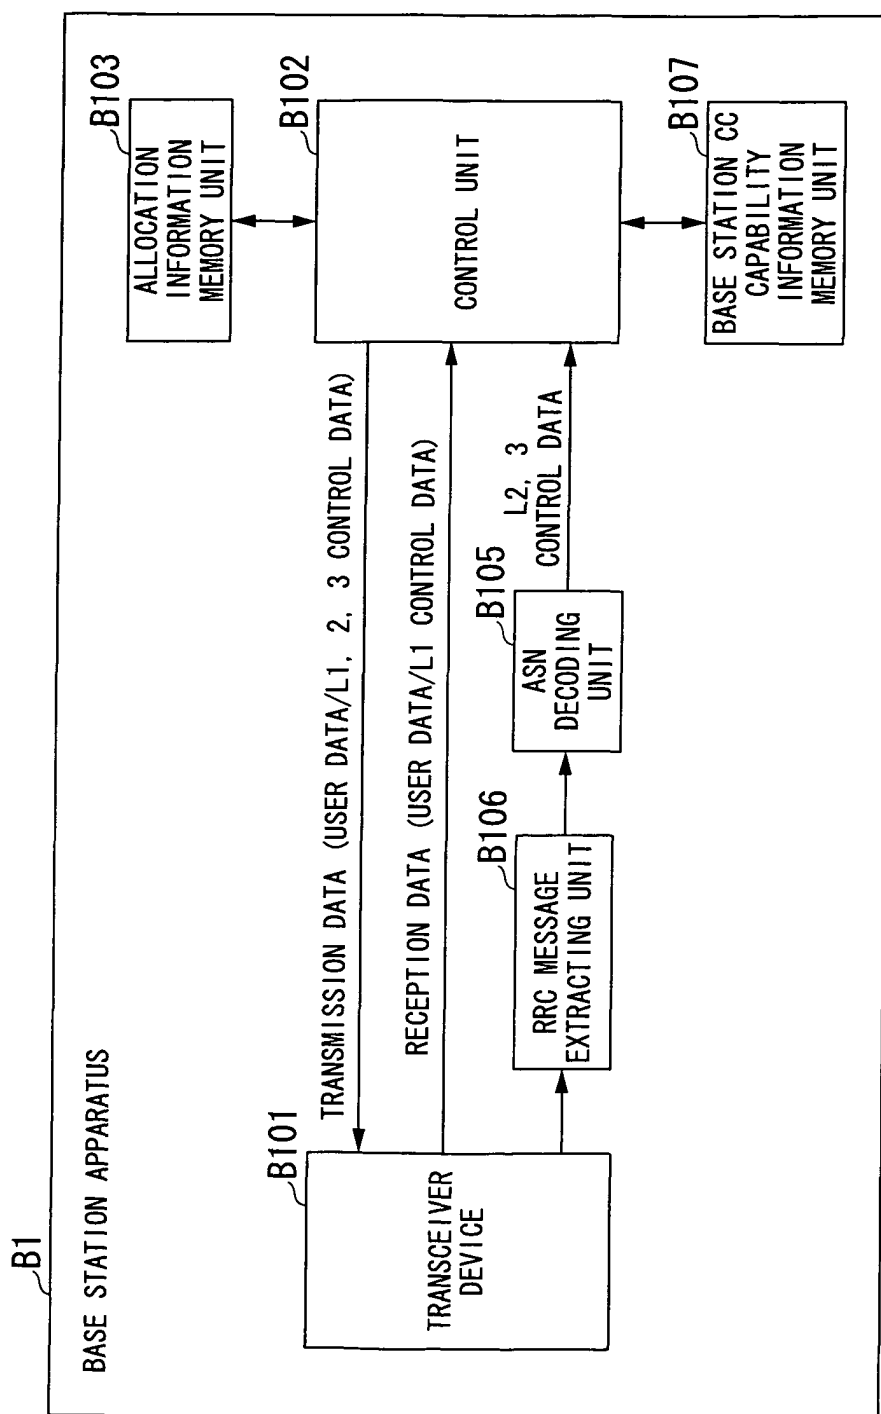 B1
BASE STATION APPARATUS
B101
TRANSCEIVER
DEVICE
TRANSMISSION DATA (USER DATA/L1, 2, 3 CONTROL DATA)
RECEPTION DATA (USER DATA/L1 CONTROL DATA)
B106
RRC MESSAGE
EXTRACTING UNIT
B105
ASN
DECODING
UNIT
L2, 3
CONTROL DATA
B103
ALLOCATION
INFORMATION
MEMORY UNIT
B102
CONTROL UNIT
B107
BASE STATION CC
CAPABILITY
INFORMATION
MEMORY UNIT